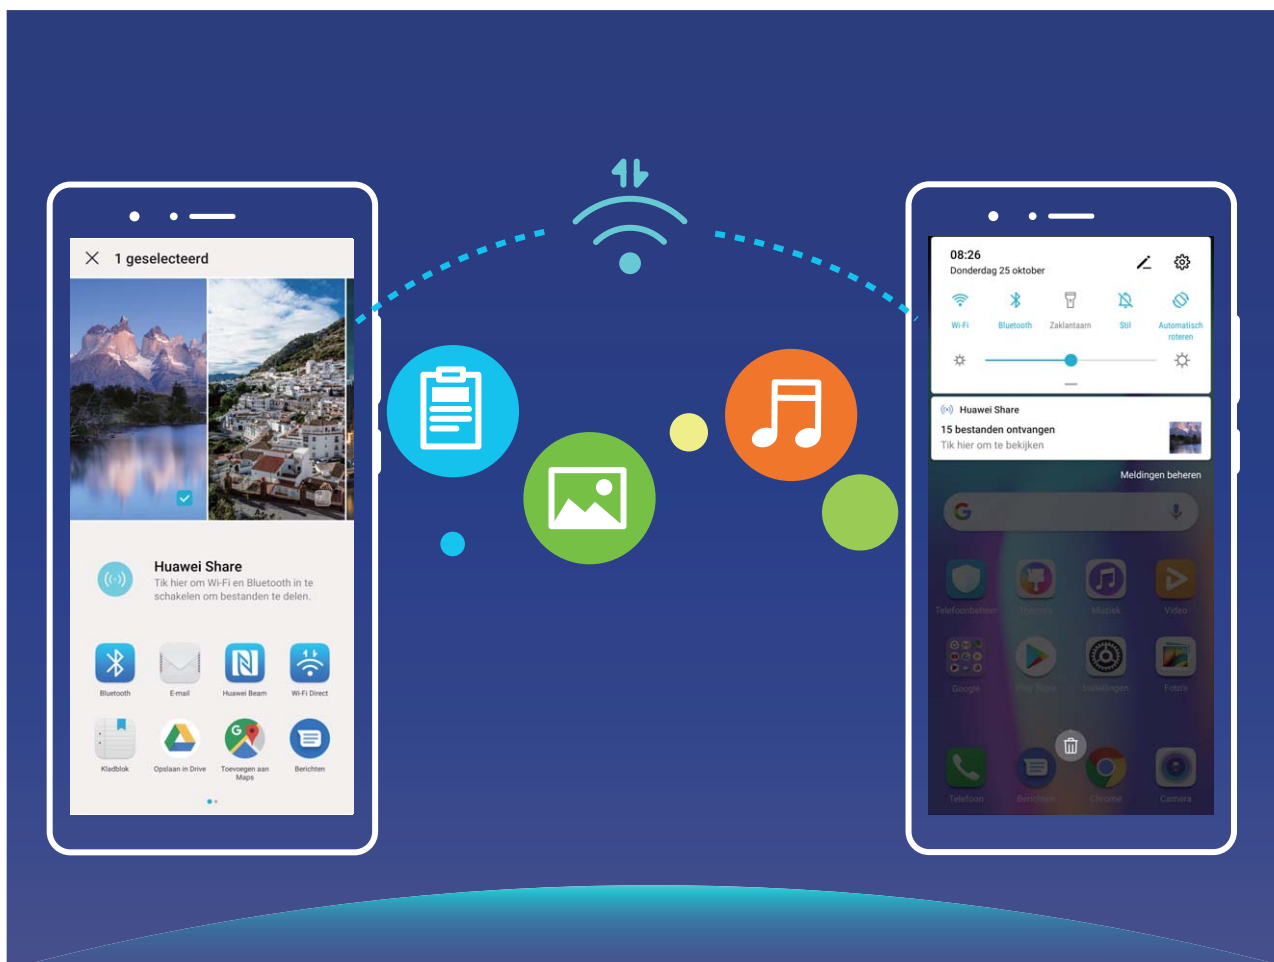 1 geselecteerd
Huawei Share
Tik hier om Wi-Fi en Bluetooth in te
schakelen om bestanden te delen.
Bluetooth
E-mail
Huawei Beam
Wi-Fi Direct
Kladblok
Opslaan in Drive
Toevoegen aan
Maps
Berichten
08:26
Donderdag 25 oktober
Wi-Fi
Bluetooth
Zaklantaarn
Stil
Automatisch
roteren
Huawei Share
15 bestanden ontvangen
Tik hier om te bekijken
Meldingen beheren
Telefoonbeheer
Thema's
Muziek
Video
Google
Play Store
Instellingen
Foto's
Telefoon
Berichten
Chrome
Camera